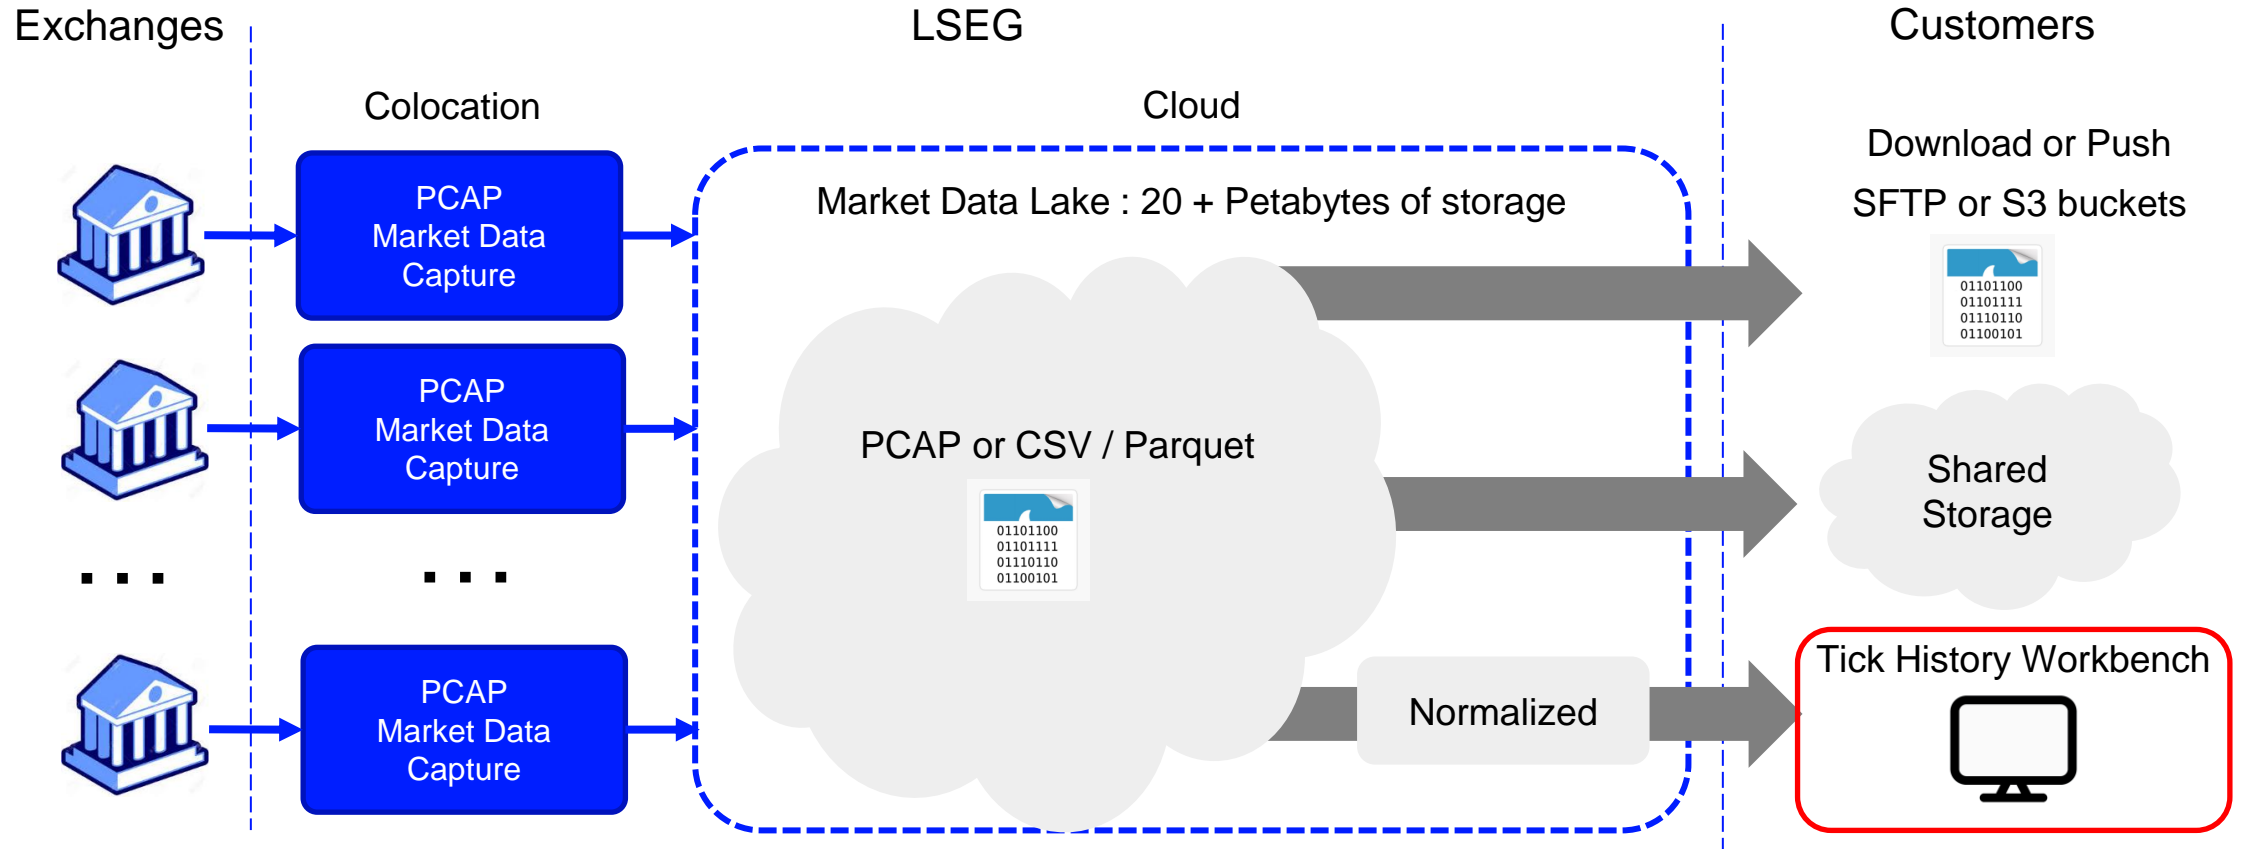 Exchanges
LSEG
Customers
Colocation
Cloud
PCAP
Market Data
Capture
PCAP
Market Data
Capture
. . .
. . .
PCAP
Market Data
Capture
Market Data Lake : 20 + Petabytes of storage
PCAP or CSV / Parquet
01101100
01101111
01110110
01100101
Normalized
Download or Push
SFTP or S3 buckets
01101100
01101111
01110110
01100101
Shared
Storage
Tick History Workbench